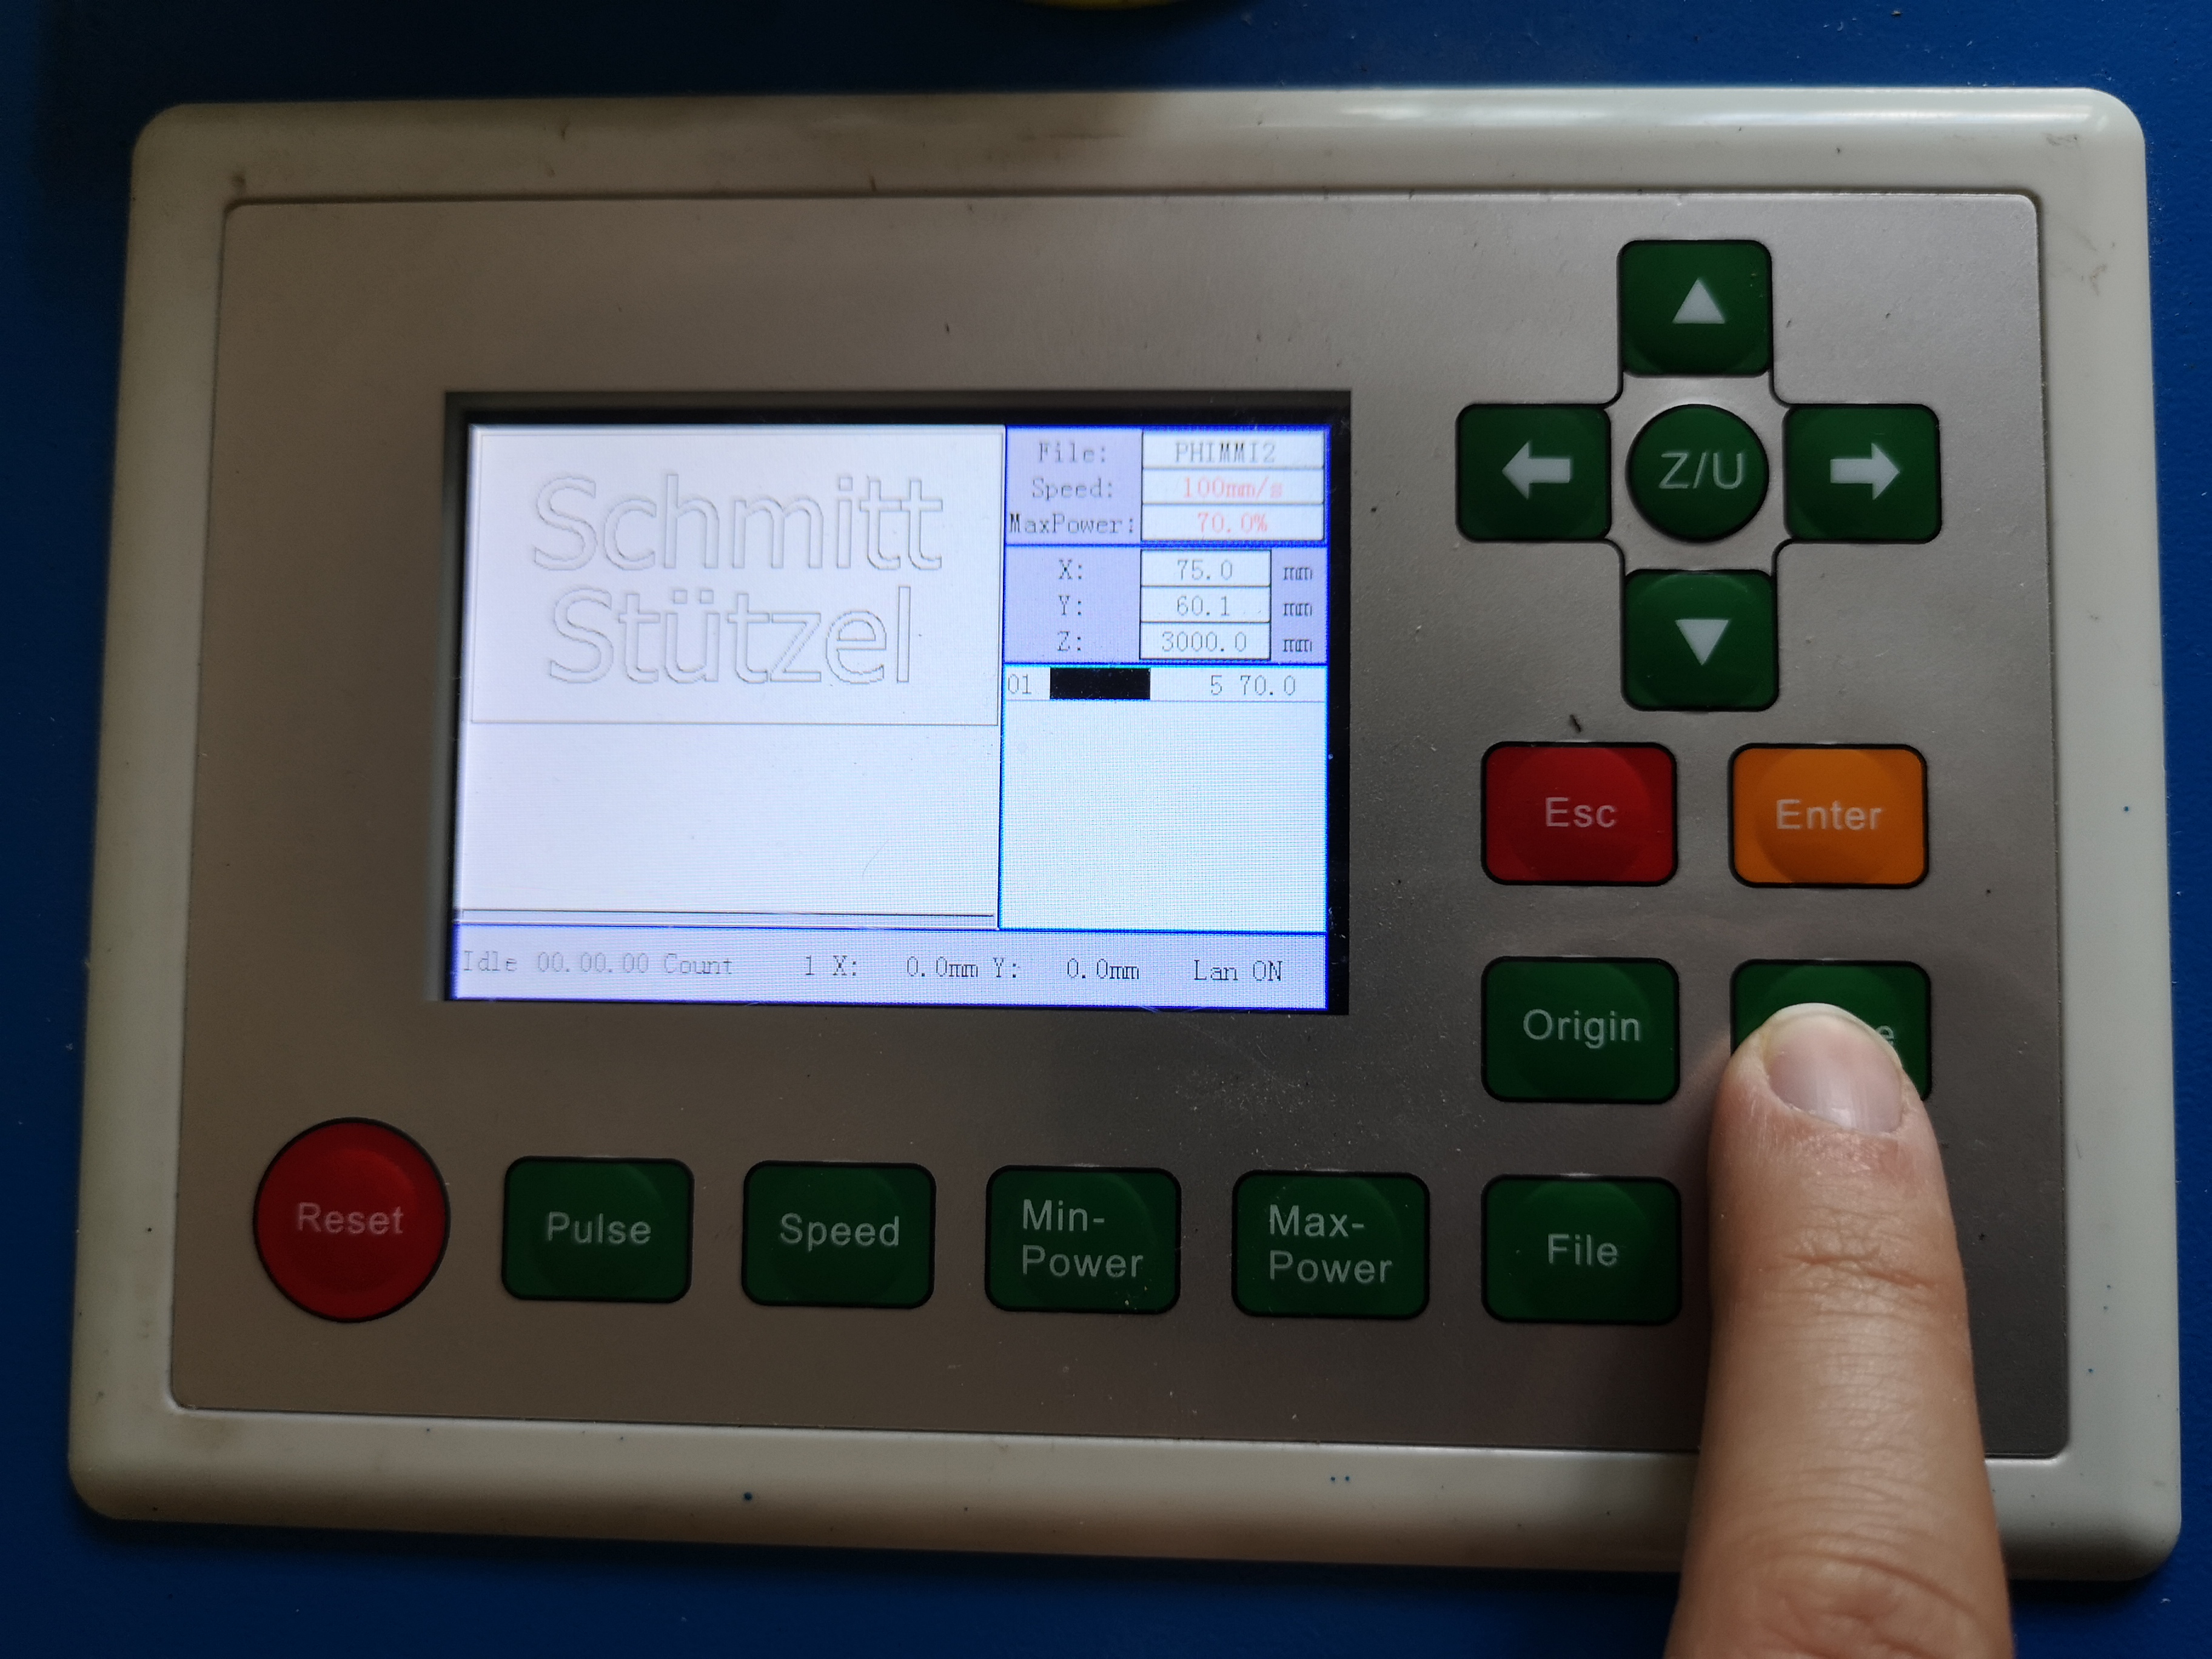 Schmitt
Stützel
File: PHIMMI2
Speed: 100mm/s
MaxPower: 70.0%
X: 75.0 mm
Y: 60.1 mm
Z: 3000.0 mm
01 5 70.0
Idle 00.00.00 Count 1 X: 0.0mm Y: 0.0mm Lan ON
Z/U
Esc
Enter
Origin
Reset
Pulse
Speed
Min-
Power
Max-
Power
File